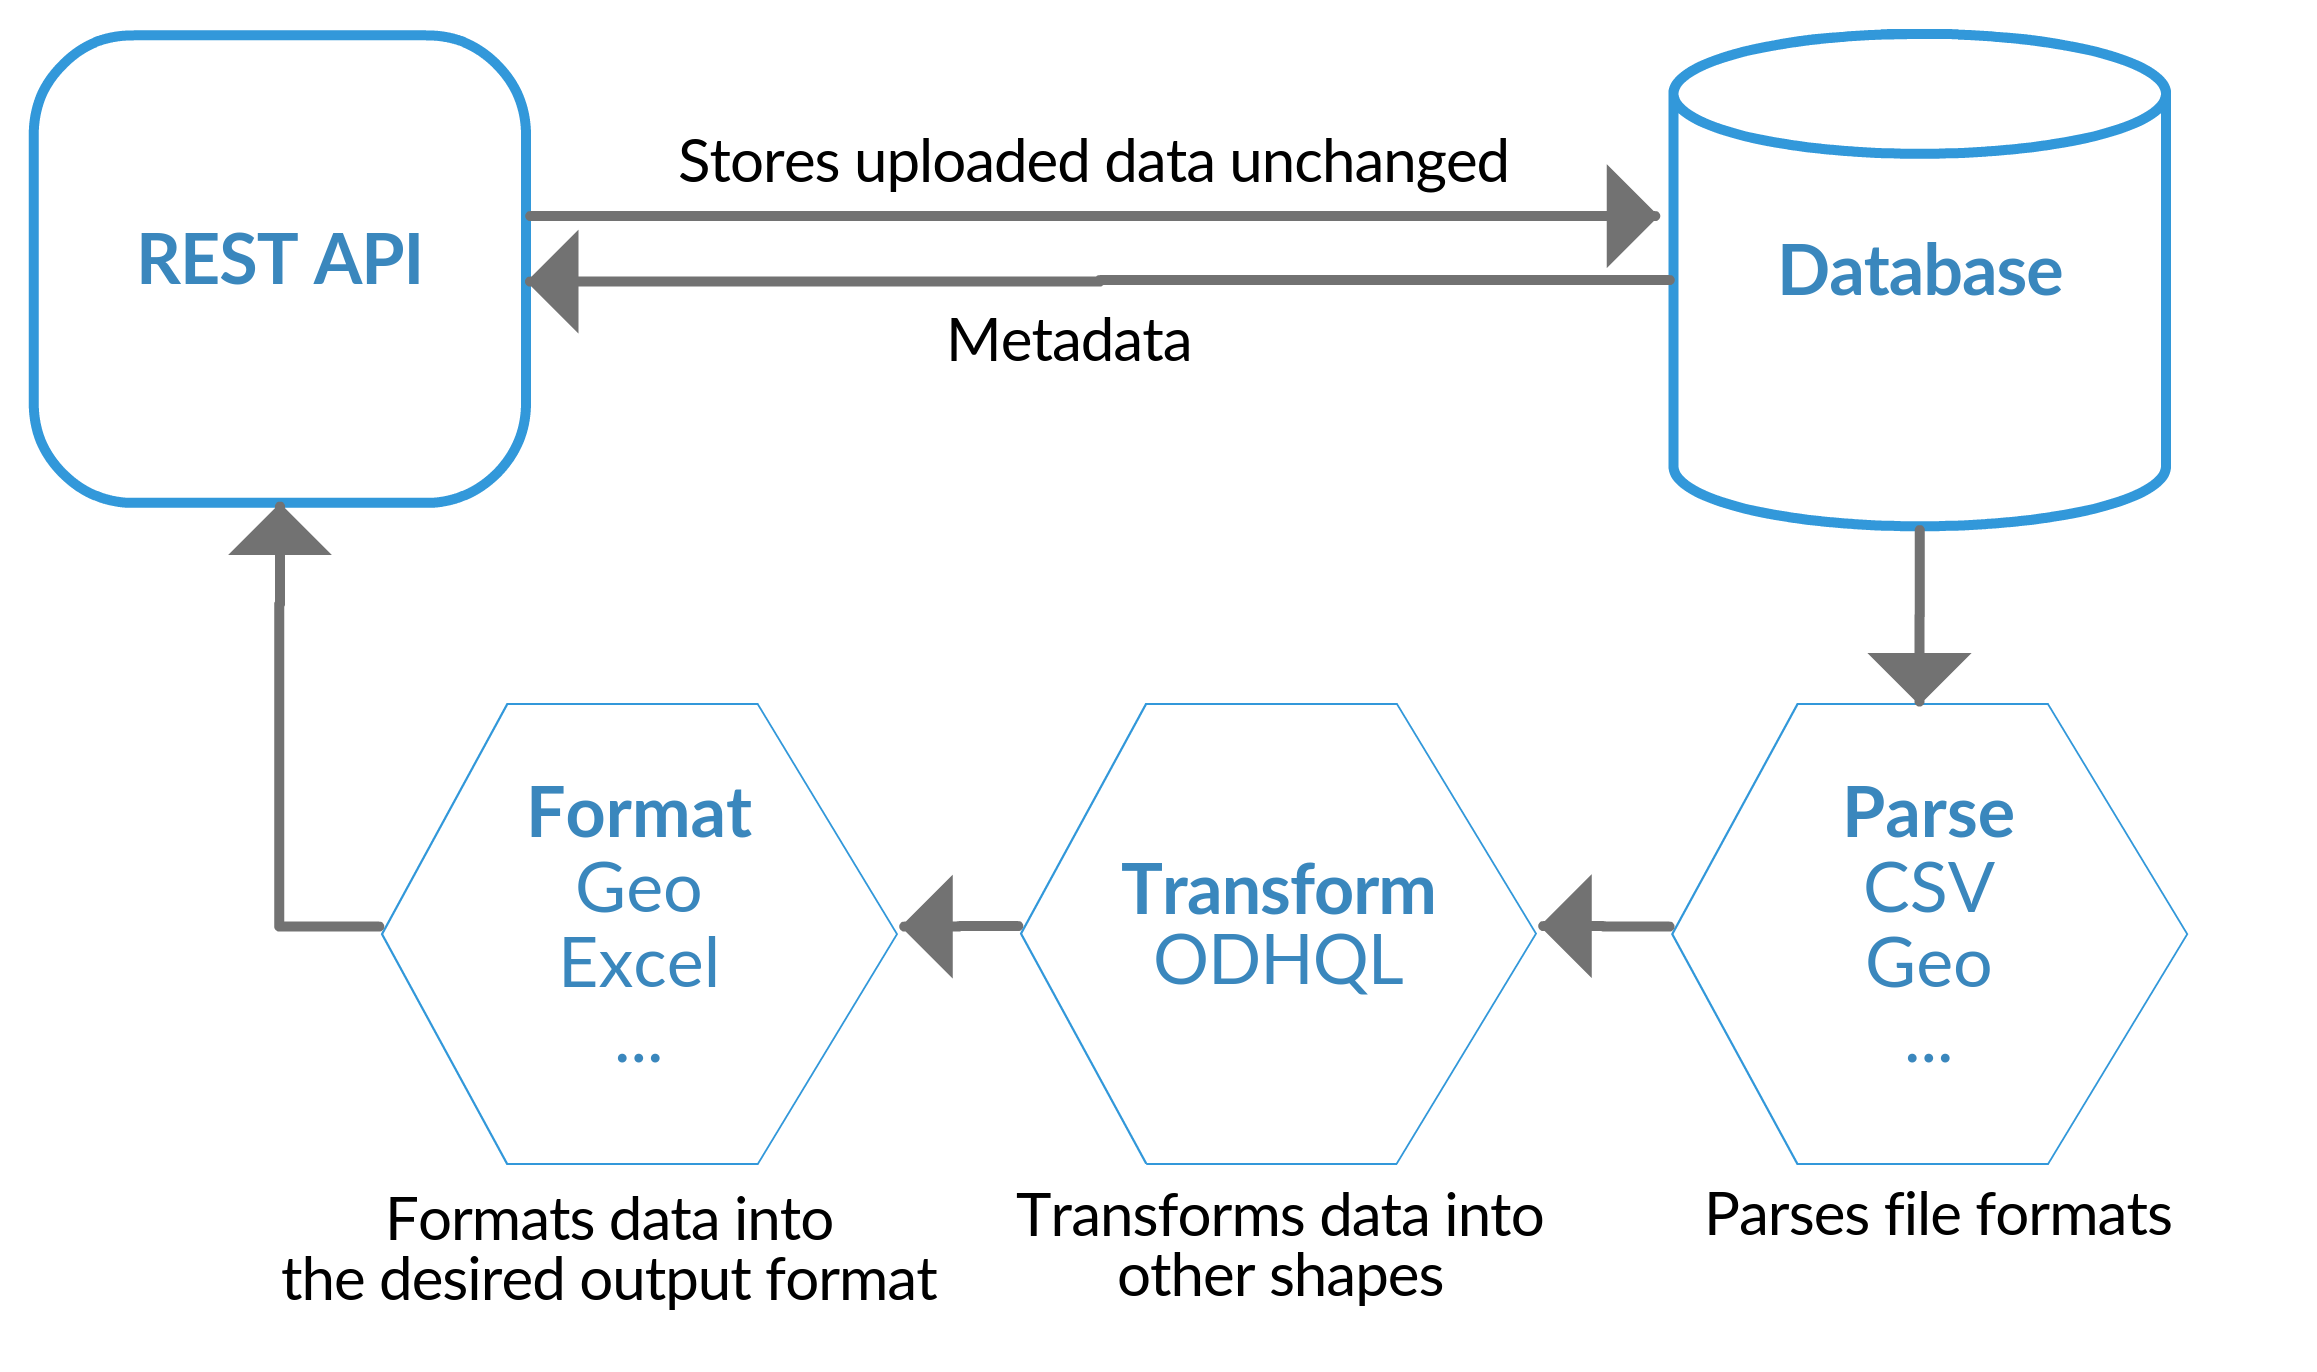 REST API
Stores uploaded data unchanged
Metadata
Database
Format
Geo
Excel
...
Transform
ODHQL
Parse
CSV
Geo
...
Formats data into
the desired output format
Transforms data into
other shapes
Parses file formats